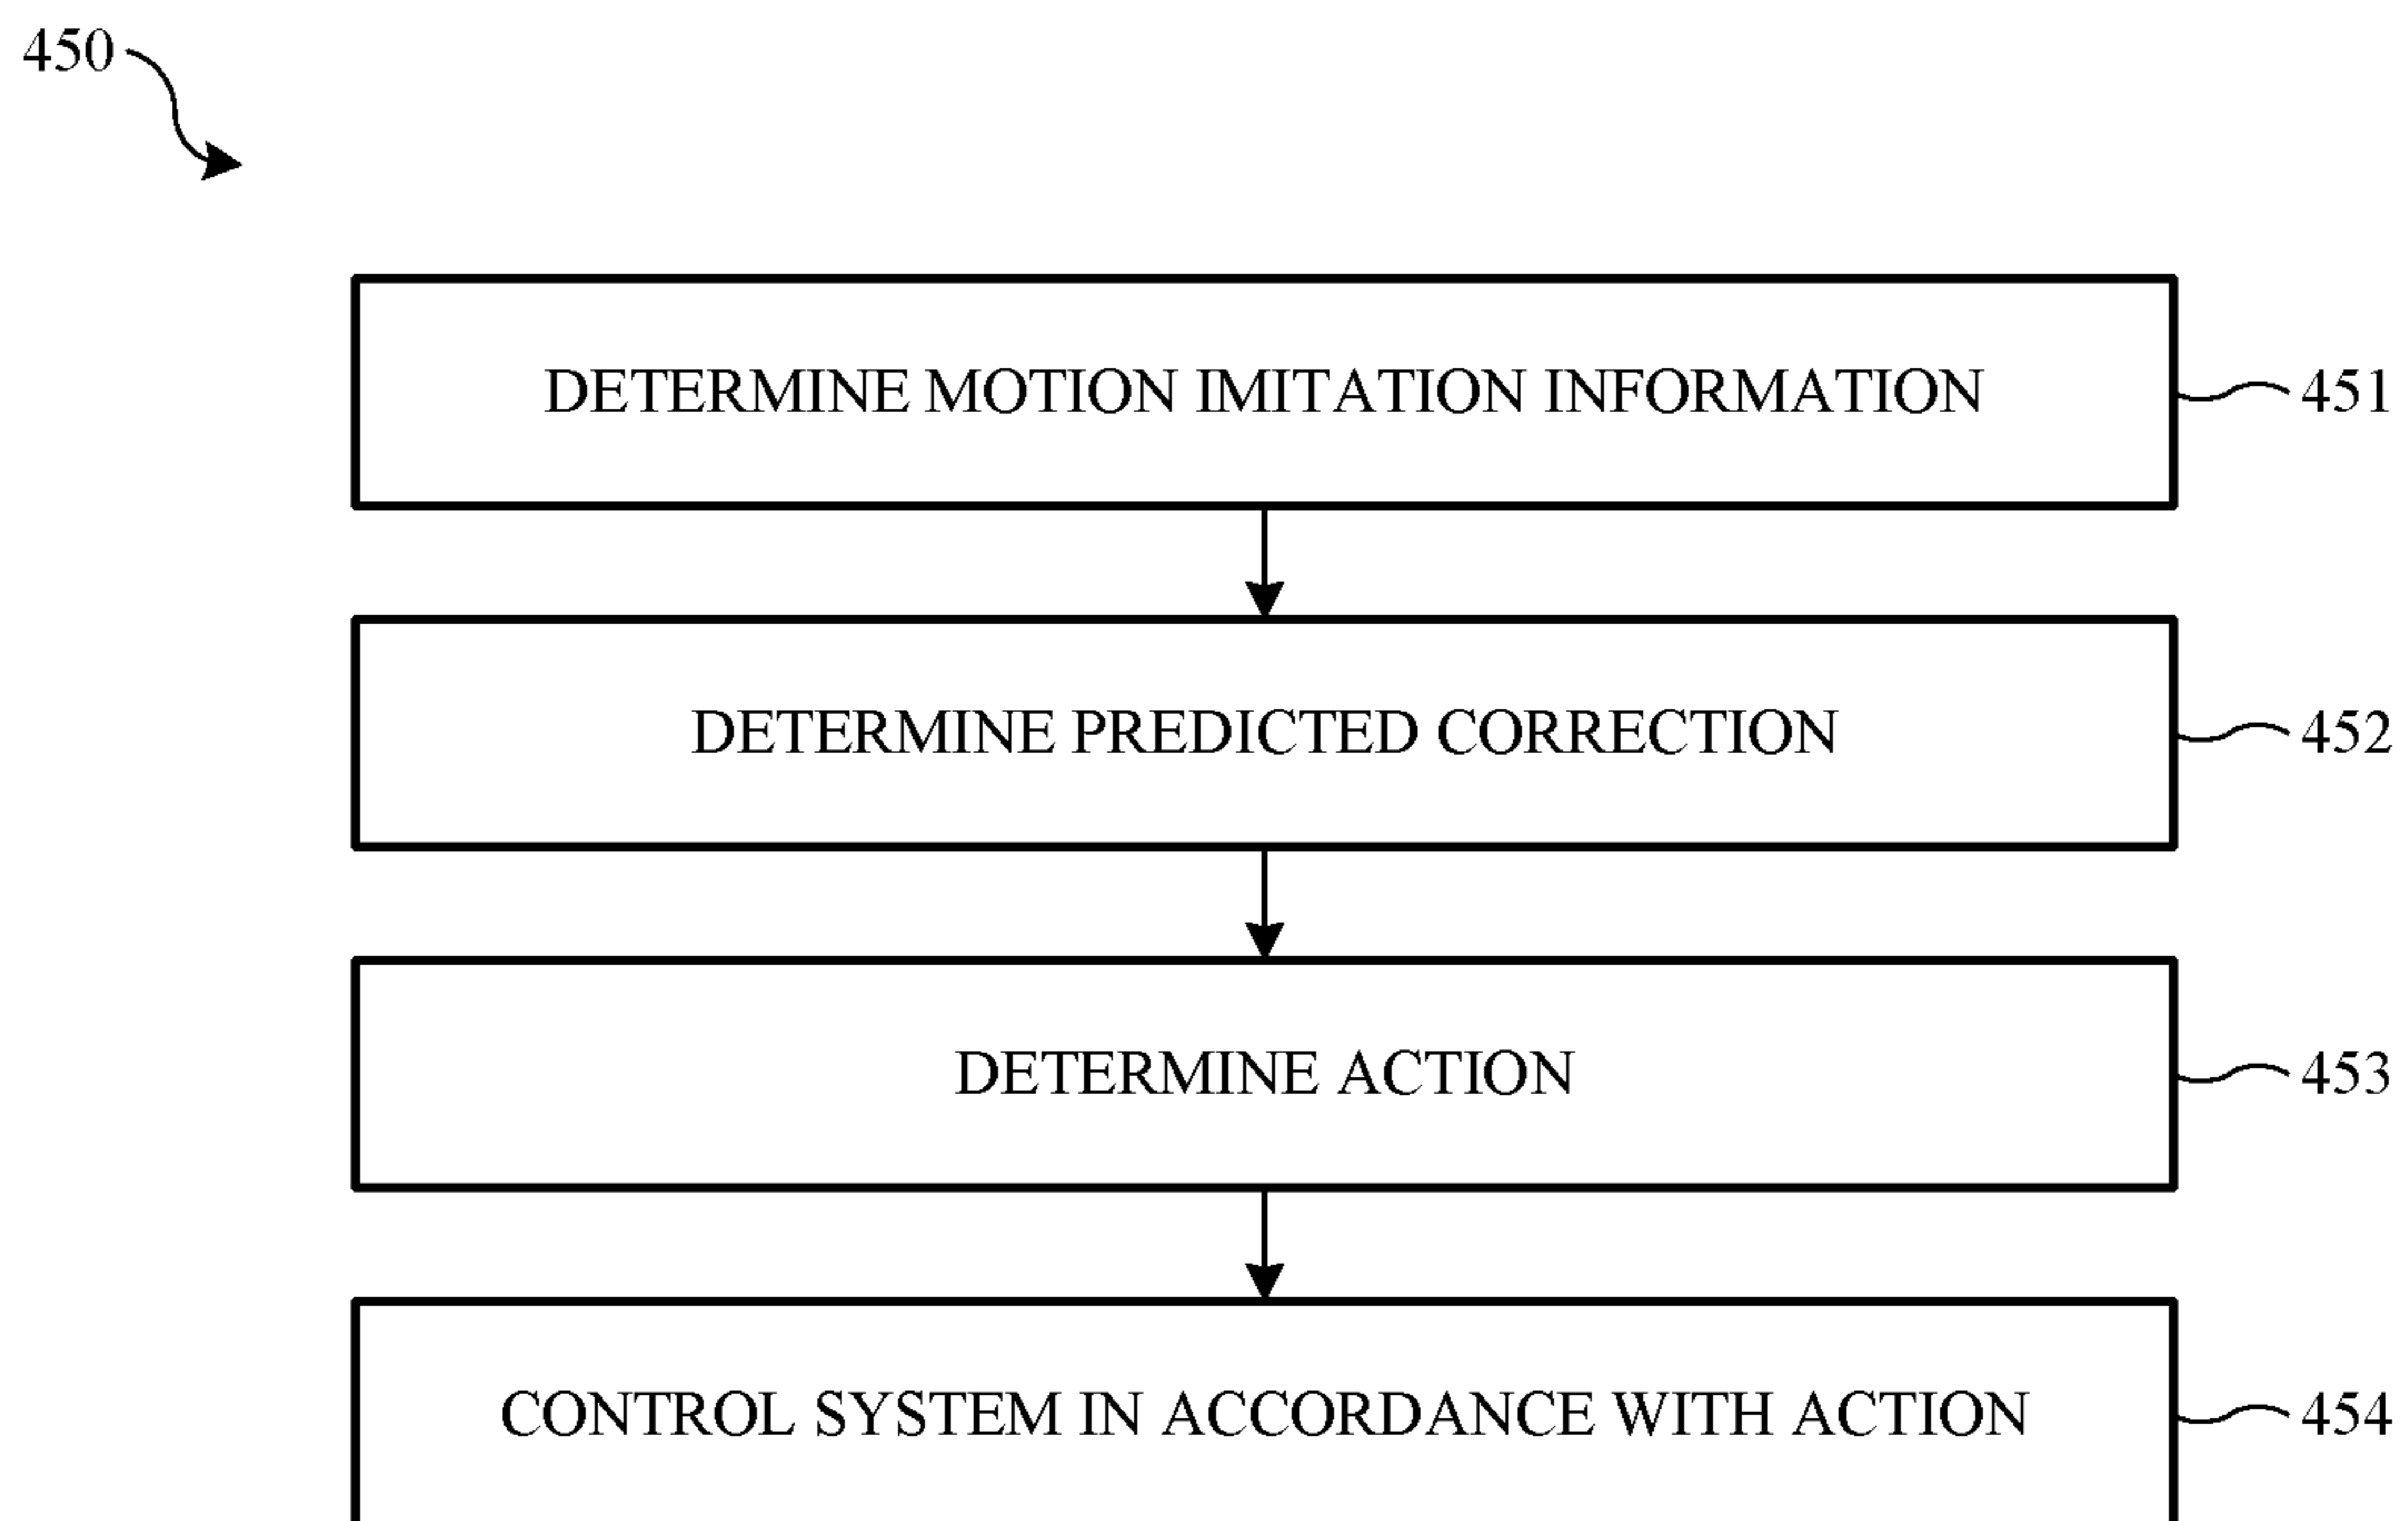 450
DETERMINE MOTION IMITATION INFORMATION
451
DETERMINE PREDICTED CORRECTION
452
DETERMINE ACTION
453
CONTROL SYSTEM IN ACCORDANCE WITH ACTION
454